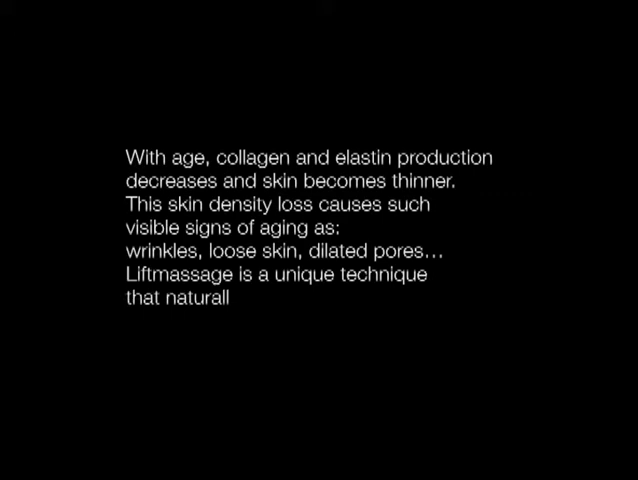 With age, collagen and elastin production
decreases and skin becomes thinner.
This skin density loss causes such
visible signs of aging as:
wrinkles, loose skin, dilated pores...
Liftmassage is a unique technique
that naturall